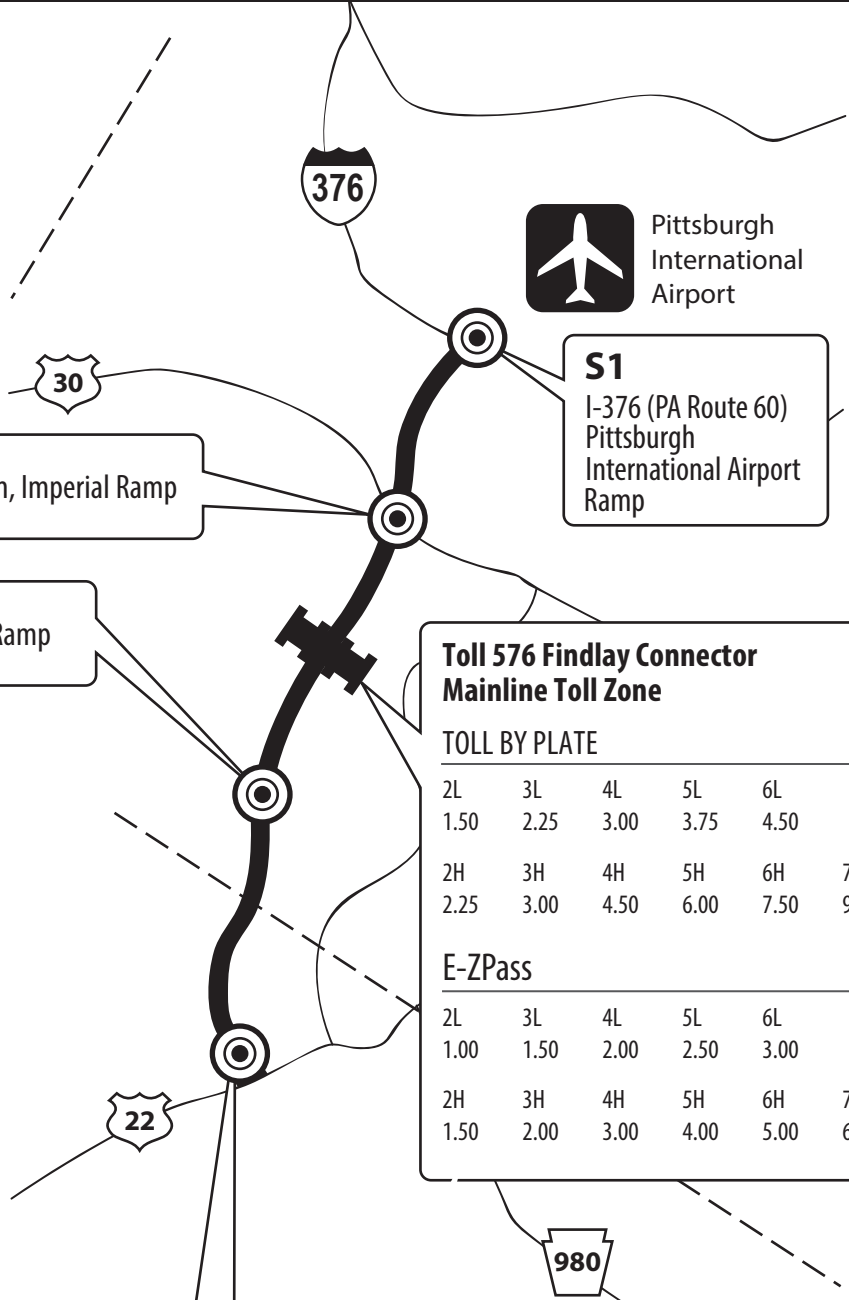 376
Pittsburgh
International
Airport
S1
I-376 (PA Route 60)
Pittsburgh
International Airport
Ramp
30
Imperial Ramp
Ramp
Toll 576 Findlay Connector
Mainline Toll Zone
TOLL BY PLATE
2L 3L 4L 5L 6L
1.50 2.25 3.00 3.75 4.50
2H 3H 4H 5H 6H 7
2.25 3.00 4.50 6.00 7.50 9
E-ZPass
2L 3L 4L 5L 6L
1.00 1.50 2.00 2.50 3.00
2H 3H 4H 5H 6H 7
1.50 2.00 3.00 4.00 5.00 6
22
980